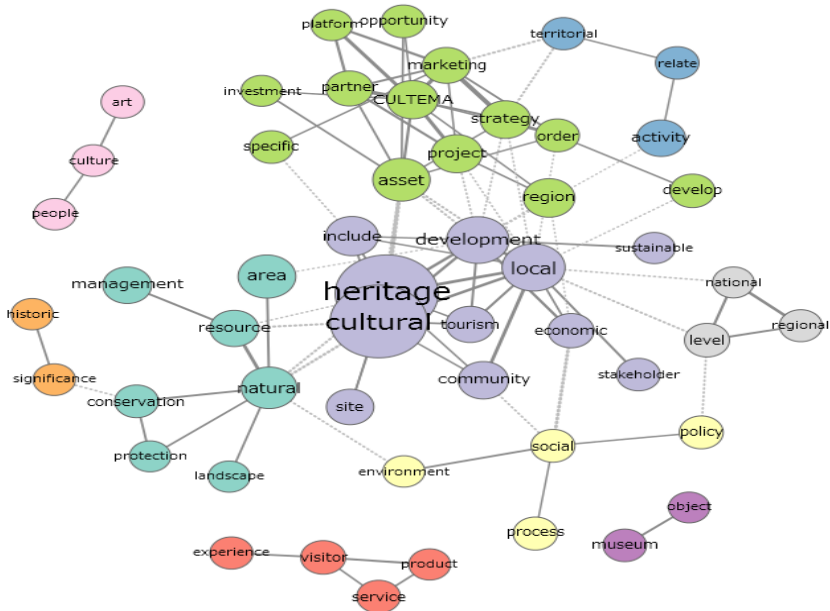 platform
opportunity
territorial
marketing
relate
investment
partner
CULTEMA
art
strategy
order
activity
specific
project
culture
asset
develop
region
people
include
development
sustainable
management
area
local
national
heritage
historic
resource
cultural
tourism
economic
level
regional
significance
natural
community
stakeholder
conservation
site
protection
landscape
environment
social
policy
object
process
museum
experience
visitor
product
service